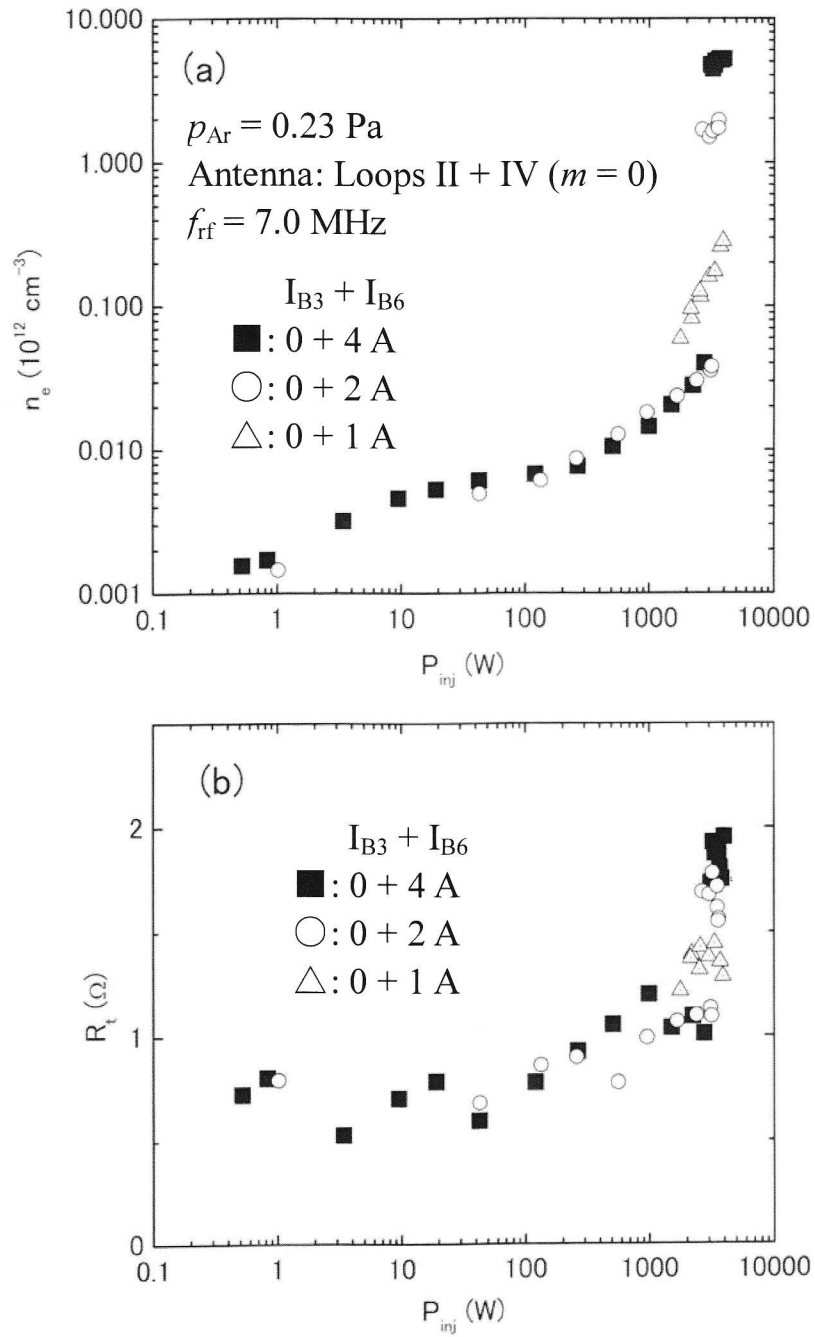 10.000
(a)
p_Ar = 0.23 Pa
1.000
Antenna: Loops II + IV (m = 0)
f_rf = 7.0 MHz
n_e (10^12 cm^-3)
I_B3 + I_B6
0.100
■: 0 + 4 A
○: 0 + 2 A
△: 0 + 1 A
0.010
0.001
0.1 1 10 100 1000 10000
P_inj (W)
(b)
2
I_B3 + I_B6
■: 0 + 4 A
○: 0 + 2 A
△: 0 + 1 A
R_t (Ω)
1
0
0.1 1 10 100 1000 10000
P_inj (W)